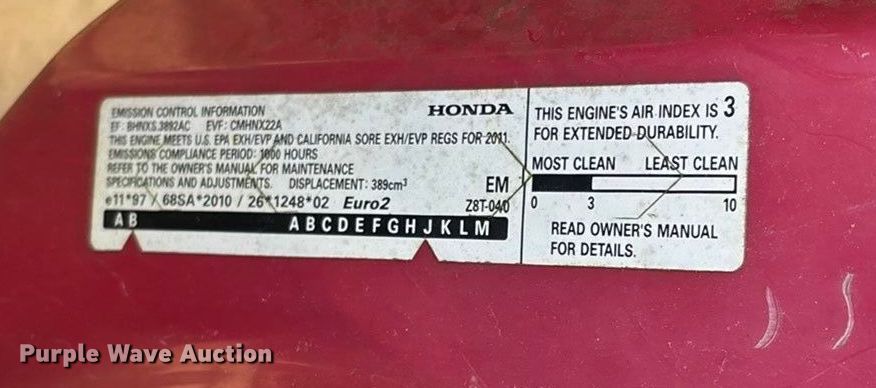 EMISSION CONTROL INFORMATION HONDA
EF: BHNXS.3892AC EVF: CMHNX22A
THIS ENGINE MEETS U.S. EPA EXH/EVP AND CALIFORNIA SORE EXH/EVP REGS FOR 2011.
EMISSIONS COMPLIANCE PERIOD: 1000 HOURS
REFER TO THE OWNER'S MANUAL FOR MAINTENANCE
SPECIFICATIONS AND ADJUSTMENTS. DISPLACEMENT: 389cm³ EM
e11*97 / 68SA*2010 / 26*1248*02 Euro2 Z8T-040
A B A B C D E F G H J K L M
THIS ENGINE'S AIR INDEX IS 3
FOR EXTENDED DURABILITY.
MOST CLEAN LEAST CLEAN
0 3 10
READ OWNER'S MANUAL
FOR DETAILS.
Purple Wave Auction